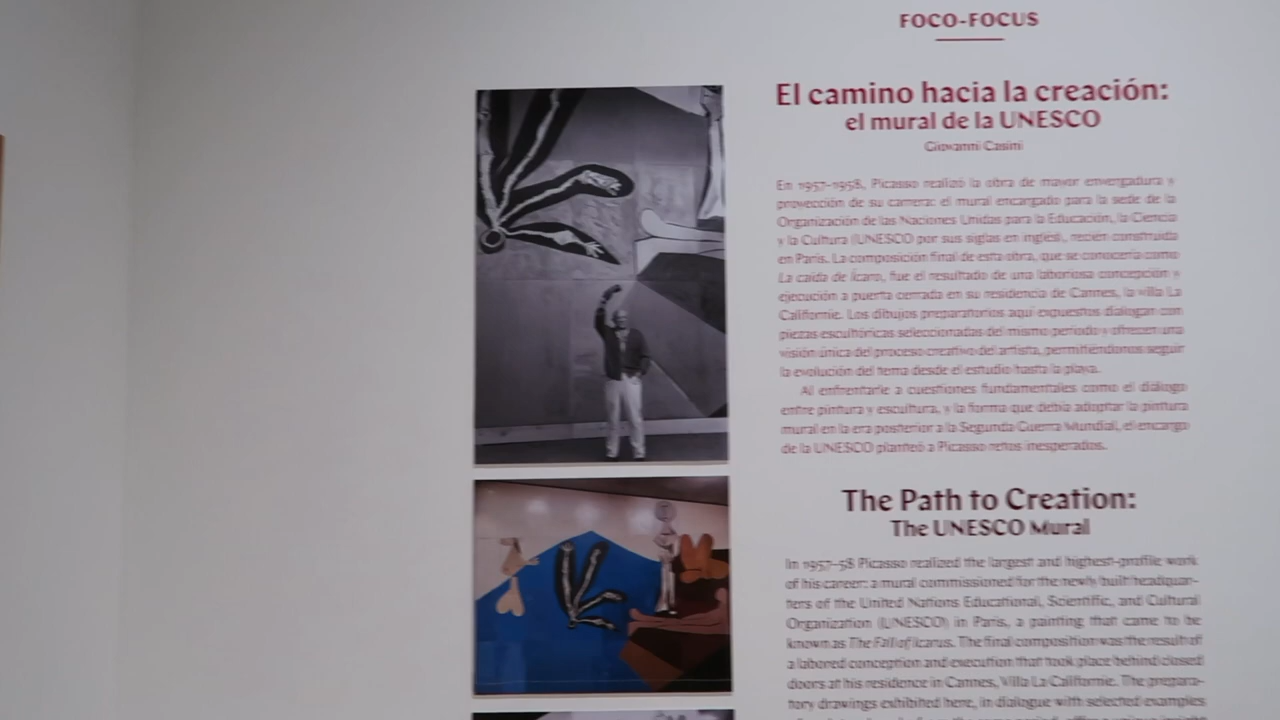 FOCO-FOCUS
El camino hacia la creación:
el mural de la UNESCO
Giovanni Casini
En 1957-1958, Picasso realizó la obra de mayor envergadura y
proyección de su carrera: el mural encargado para la sede de la
Organización de las Naciones Unidas para la Educación, la Ciencia
y la Cultura (UNESCO por sus siglas en inglés), recién construida
en París. La composición final de esta obra, que se conocería como
La caída de Ícaro, fue el resultado de una laboriosa concepción y
ejecución a puerta cerrada en su residencia de Cannes, la villa La
Californie. Los dibujos preparatorios aquí expuestos dialogan con
piezas escultóricas seleccionadas del mismo periodo y ofrecen una
visión única del proceso creativo del artista, permitiéndonos seguir
la evolución del tema desde el estudio hasta la playa.
Al enfrentarle a cuestiones fundamentales como el diálogo
entre pintura y escultura, y la forma que debía adoptar la pintura
mural en la era posterior a la Segunda Guerra Mundial, el encargo
de la UNESCO planteó a Picasso retos inesperados.
The Path to Creation:
The UNESCO Mural
In 1957–58 Picasso realized the largest and highest-profile work
of his career: a mural commissioned for the newly built headquar-
ters of the United Nations Educational, Scientific, and Cultural
Organization (UNESCO) in Paris, a painting that came to be
known as The Fall of Icarus. The final composition was the result of
a labored conception and execution that took place behind closed
doors at his residence in Cannes, Villa La Californie. The prepara-
tory drawings exhibited here, in dialogue with selected examples